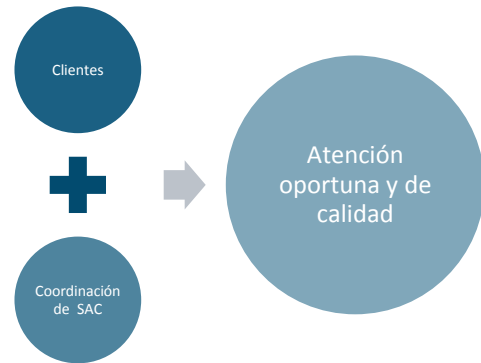 Clientes
Coordinación
de SAC
Atención
oportuna y de
calidad